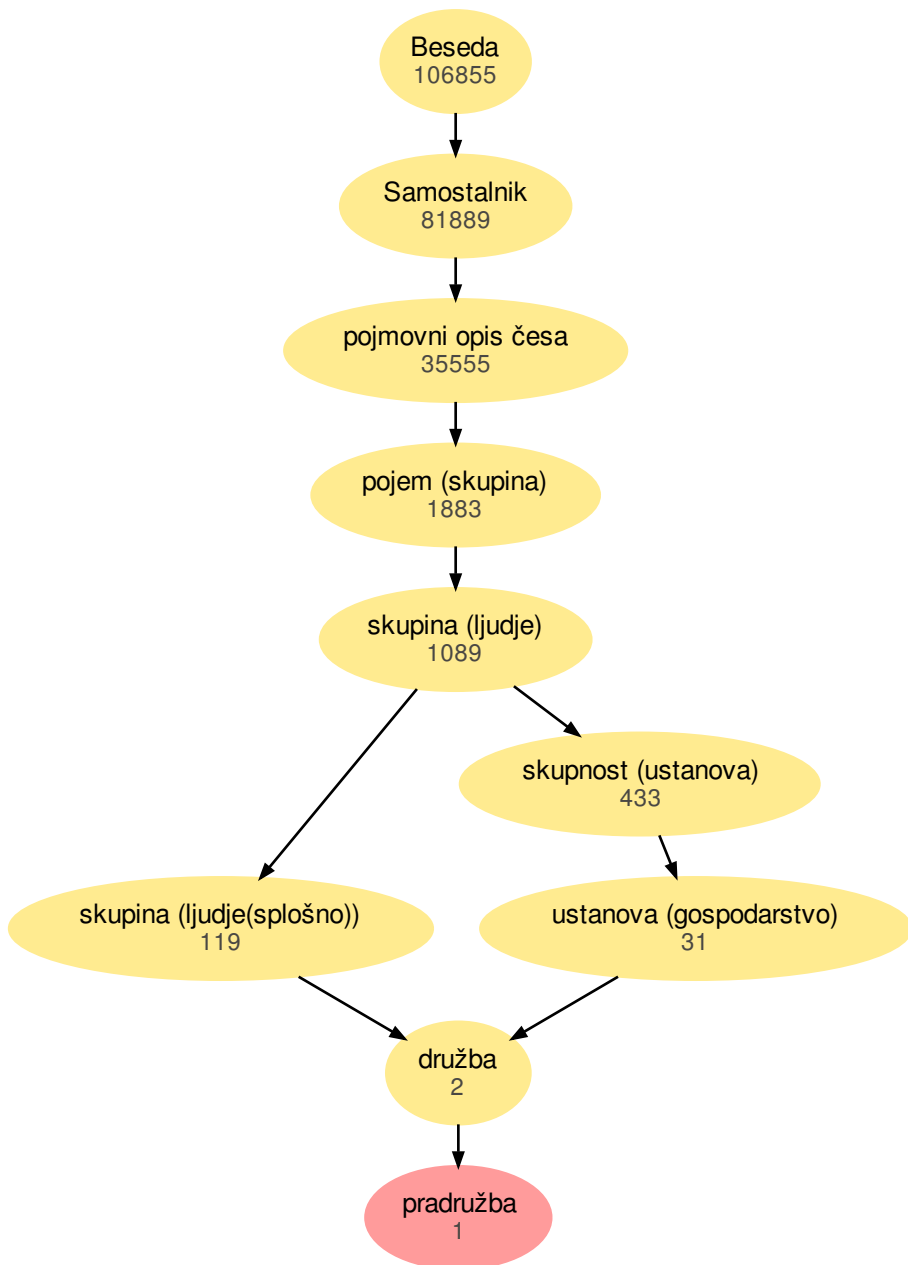 Beseda
106855
Samostalnik
81889
pojmovni opis česa
35555
pojem (skupina)
1883
skupina (ljudje)
1089
skupnost (ustanova)
433
skupina (ljudje(splošno))
119
ustanova (gospodarstvo)
31
družba
2
pradružba
1